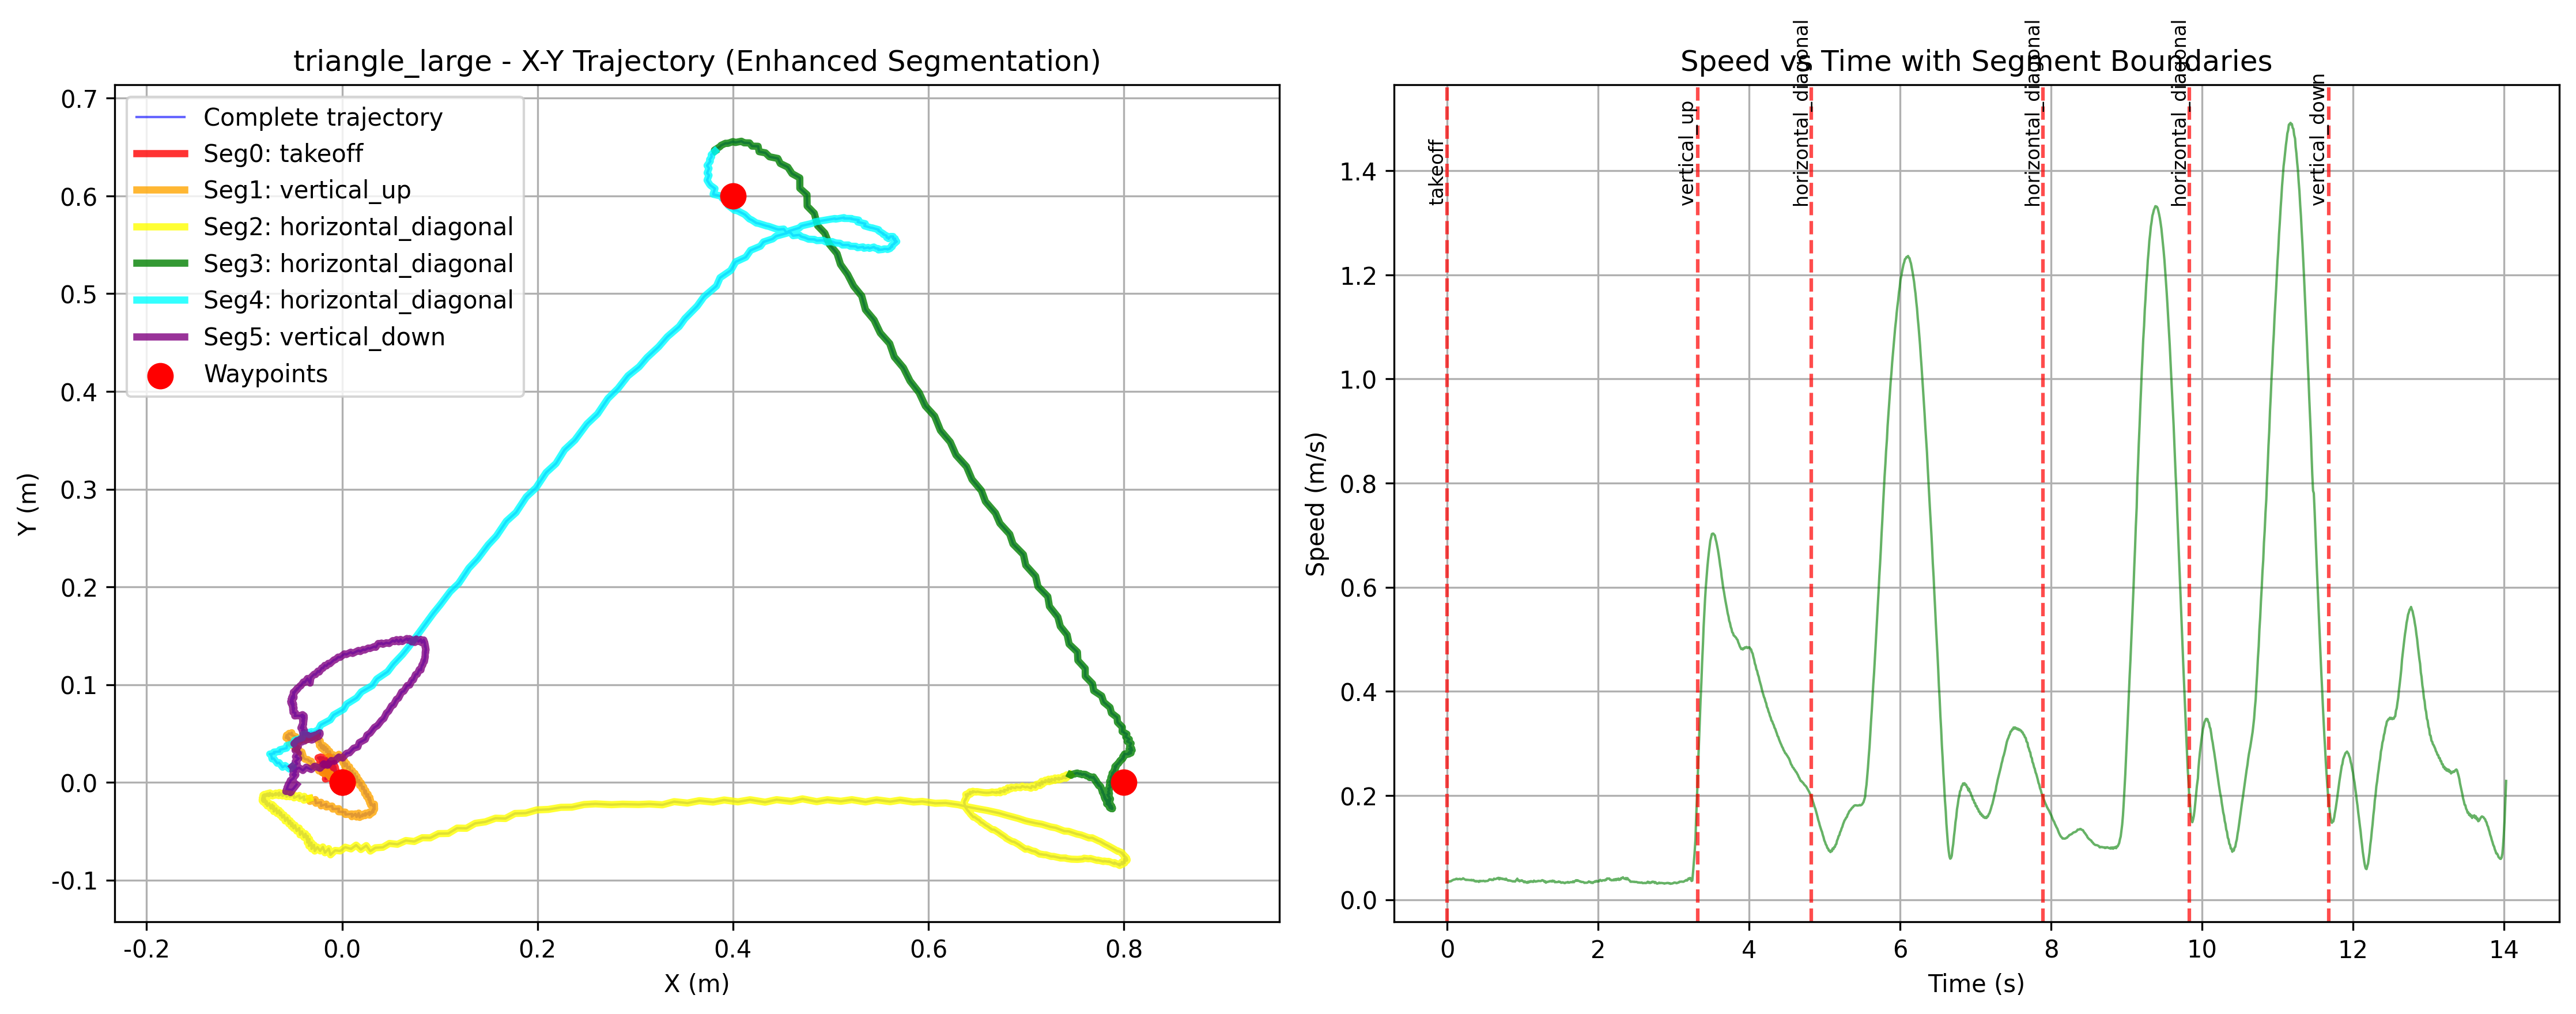 triangle_large - X-Y Trajectory (Enhanced Segmentation)
Complete trajectory
Seg0: takeoff
Seg1: vertical_up
Seg2: horizontal_diagonal
Seg3: horizontal_diagonal
Seg4: horizontal_diagonal
Seg5: vertical_down
Waypoints
0.7
0.6
0.5
0.4
0.3
0.2
0.1
0.0
-0.1
Y (m)
-0.2
0.0
0.2
0.4
0.6
0.8
X (m)
Speed vs Time with Segment Boundaries
takeoff
vertical_up
horizontal_diagonal
horizontal_diagonal
horizontal_diagonal
vertical_down
1.4
1.2
1.0
0.8
0.6
0.4
0.2
0.0
Speed (m/s)
0
2
4
6
8
10
12
14
Time (s)